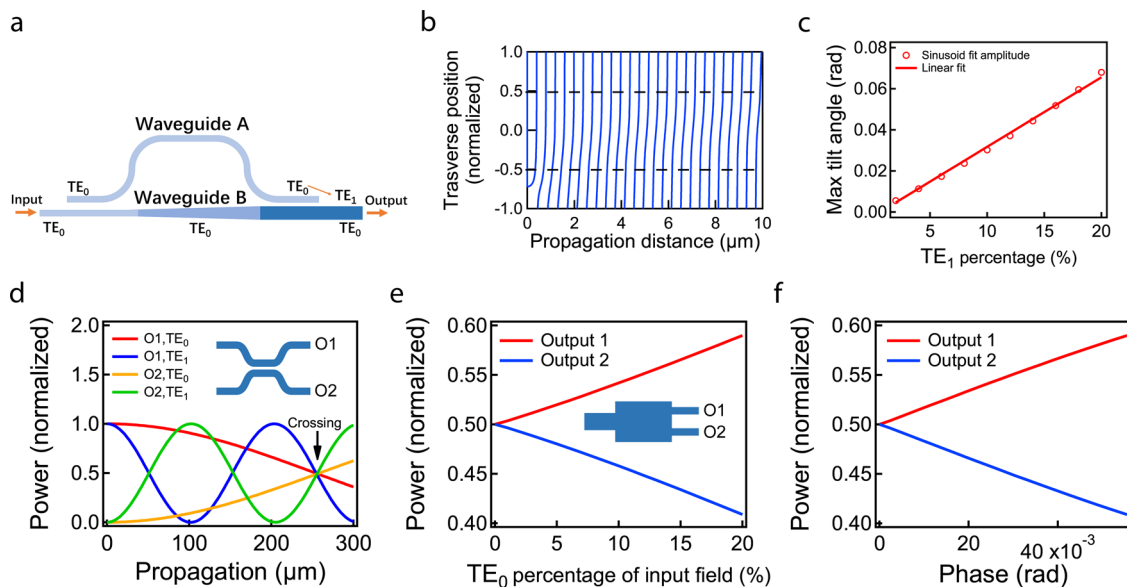 a
Waveguide A
TE0
TE0
TE1
Input
Waveguide B
Output
TE0
TE0
TE0
b
Trasverse position
(normalized)
1.0
0.5
0.0
-0.5
-1.0
0
2
4
6
8
10
Propagation distance (μm)
c
Max tilt angle (rad)
0.08
0.06
0.04
0.02
0.00
Sinusoid fit amplitude
Linear fit
5
10
15
20
TE1 percentage (%)
d
Power (normalized)
2.0
1.5
1.0
0.5
0.0
O1,TE0
O1,TE1
O2,TE0
O2,TE1
O1
O2
Crossing
0
100
200
300
Propagation (μm)
e
Power (normalized)
0.60
0.55
0.50
0.45
0.40
Output 1
Output 2
O1
O2
0
5
10
15
20
TE0 percentage of input field (%)
f
Power (normalized)
0.60
0.55
0.50
0.45
0.40
Output 1
Output 2
0
40 x10-3
Phase (rad)